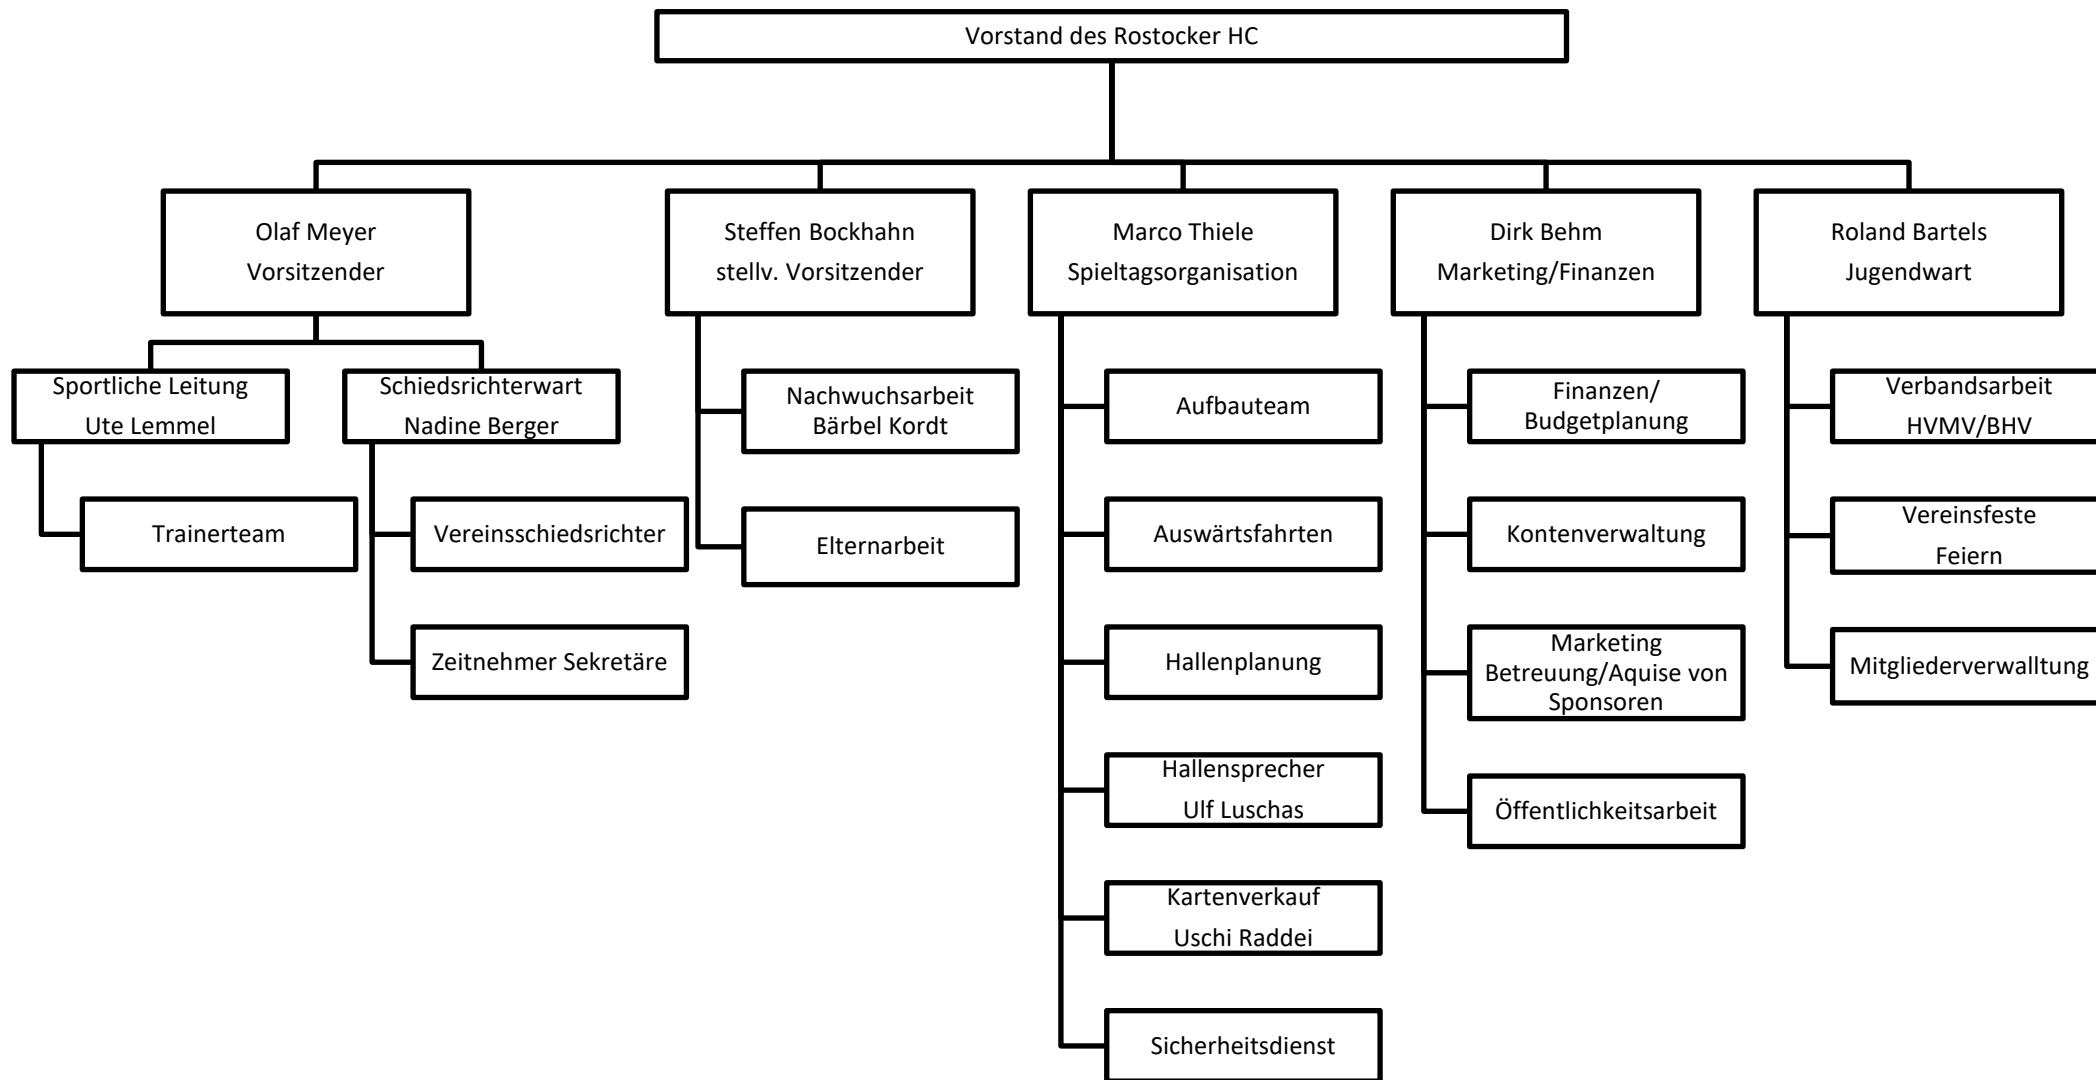 Vorstand des Rostocker HC
Olaf Meyer
Vorsitzender
Steffen Bockhahn
stellv. Vorsitzender
Marco Thiele
Spieltagsorganisation
Dirk Behm
Marketing/Finanzen
Roland Bartels
Jugendwart
Sportliche Leitung
Ute Lemmel
Trainerteam
Schiedsrichterwart
Nadine Berger
Vereinsschiedsrichter
Zeitnehmer Sekretäre
Nachwuchsarbeit
Bärbel Kordt
Elternarbeit
Aufbauteam
Auswärtsfahrten
Hallenplanung
Hallensprecher
Ulf Luschas
Kartenverkauf
Uschi Raddei
Sicherheitsdienst
Finanzen/
Budgetplanung
Kontenverwaltung
Marketing
Betreuung/Aquise von
Sponsoren
Öffentlichkeitsarbeit
Verbandsarbeit
HVMV/BHV
Vereinsfeste
Feiern
Mitgliederverwalltung